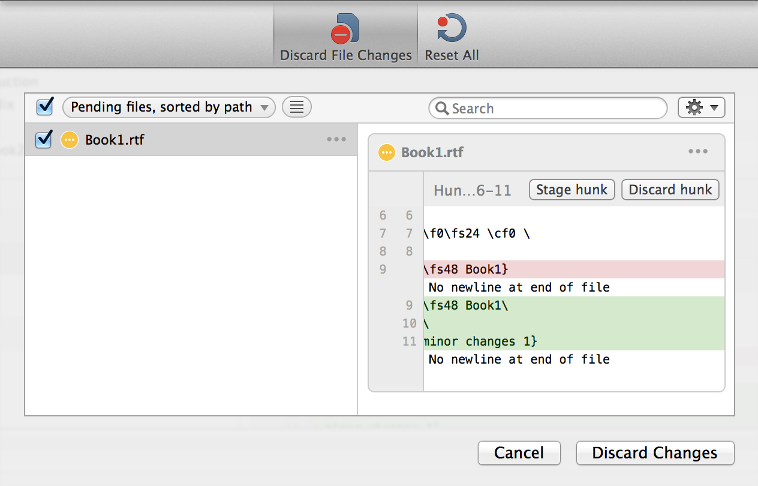 Discard File Changes
Reset All
Pending files, sorted by path
Search
Book1.rtf
Book1.rtf
Hun...6-11
Stage hunk
Discard hunk
6 6
7 7 \f0\fs24 \cf0 \
8 8
9 \fs48 Book1}
No newline at end of file
9 \fs48 Book1\
10 \
11 minor changes 1}
No newline at end of file
Cancel
Discard Changes